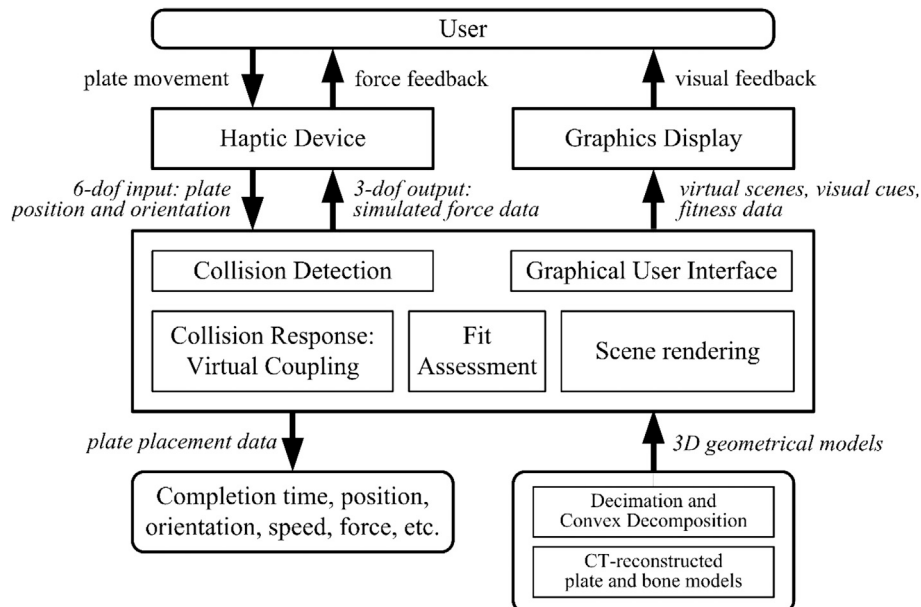 User
plate movement
force feedback
visual feedback
Haptic Device
Graphics Display
6-dof input: plate
position and orientation
3-dof output:
simulated force data
virtual scenes, visual cues,
fitness data
Collision Detection
Graphical User Interface
Collision Response:
Virtual Coupling
Fit
Assessment
Scene rendering
plate placement data
3D geometrical models
Completion time, position,
orientation, speed, force, etc.
Decimation and
Convex Decomposition
CT-reconstructed
plate and bone models